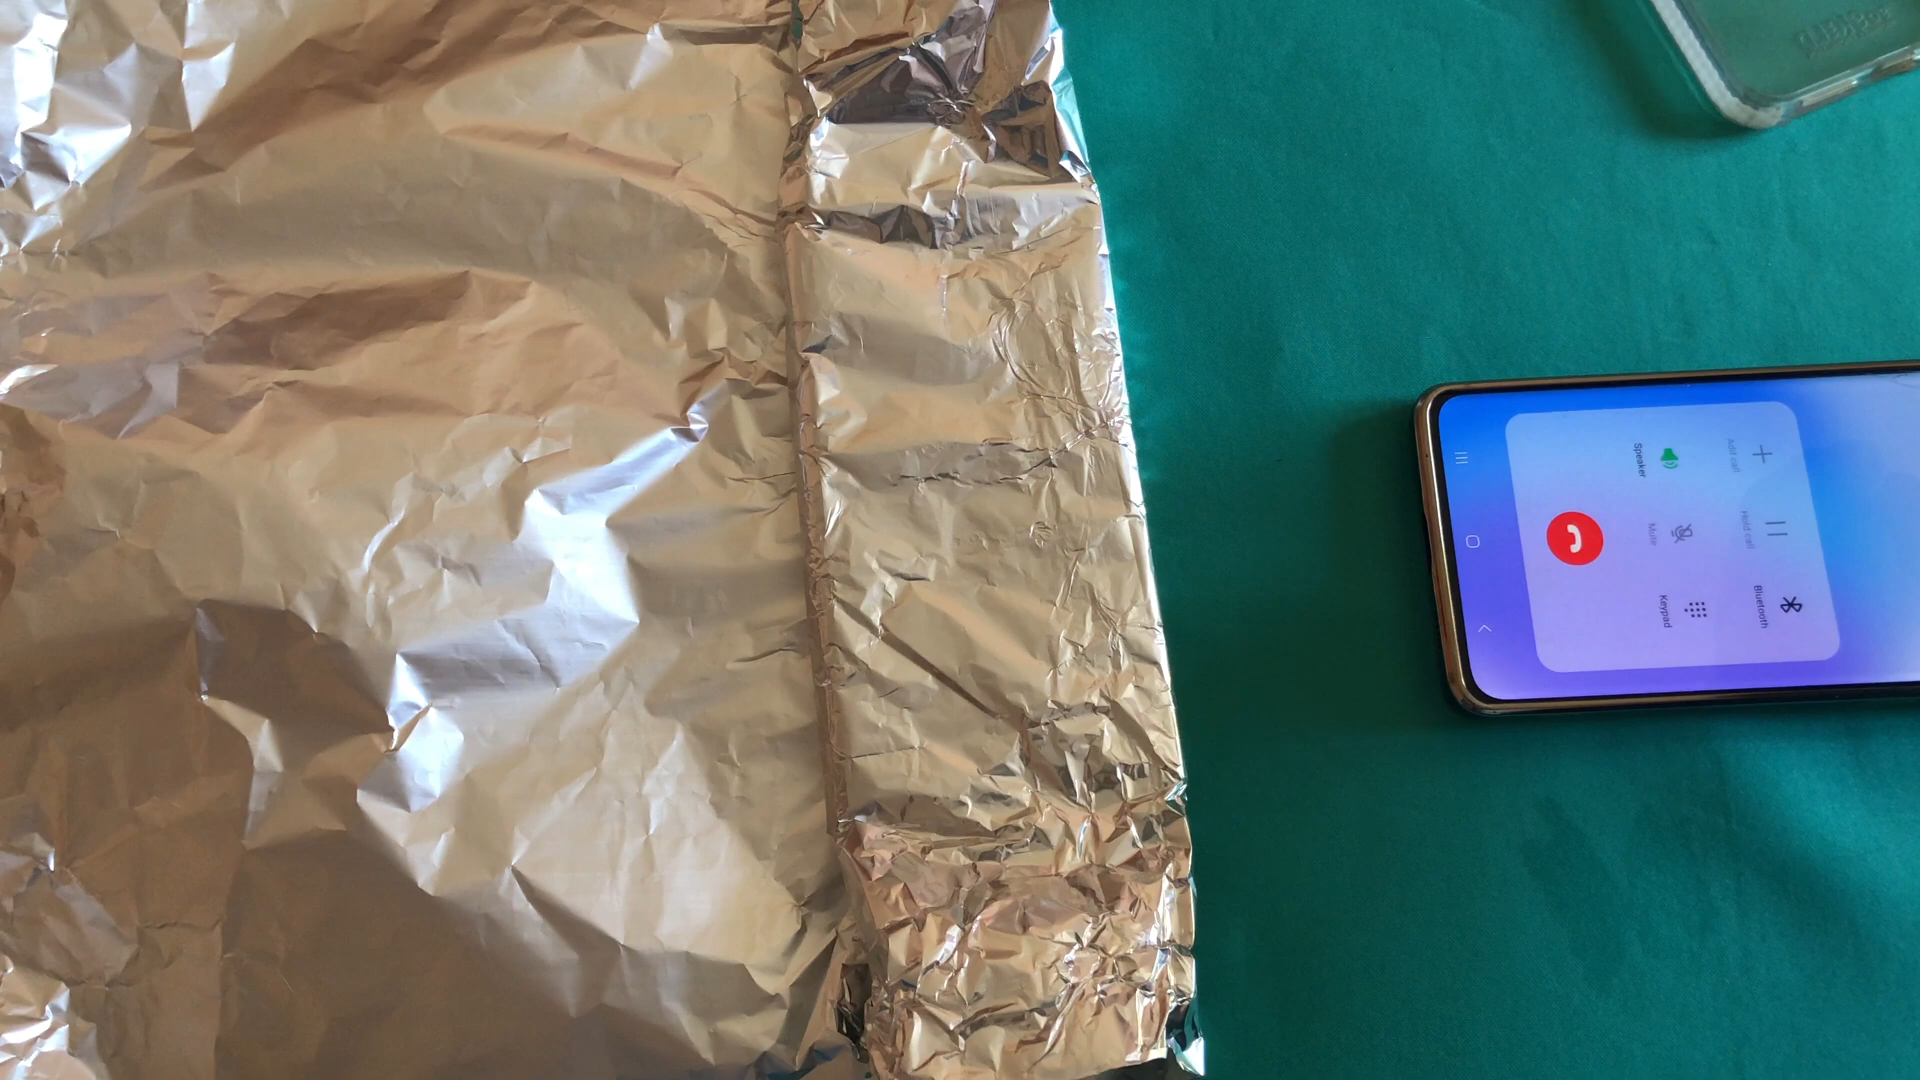 Add call
Hold call
Bluetooth
Speaker
Mute
Keypad